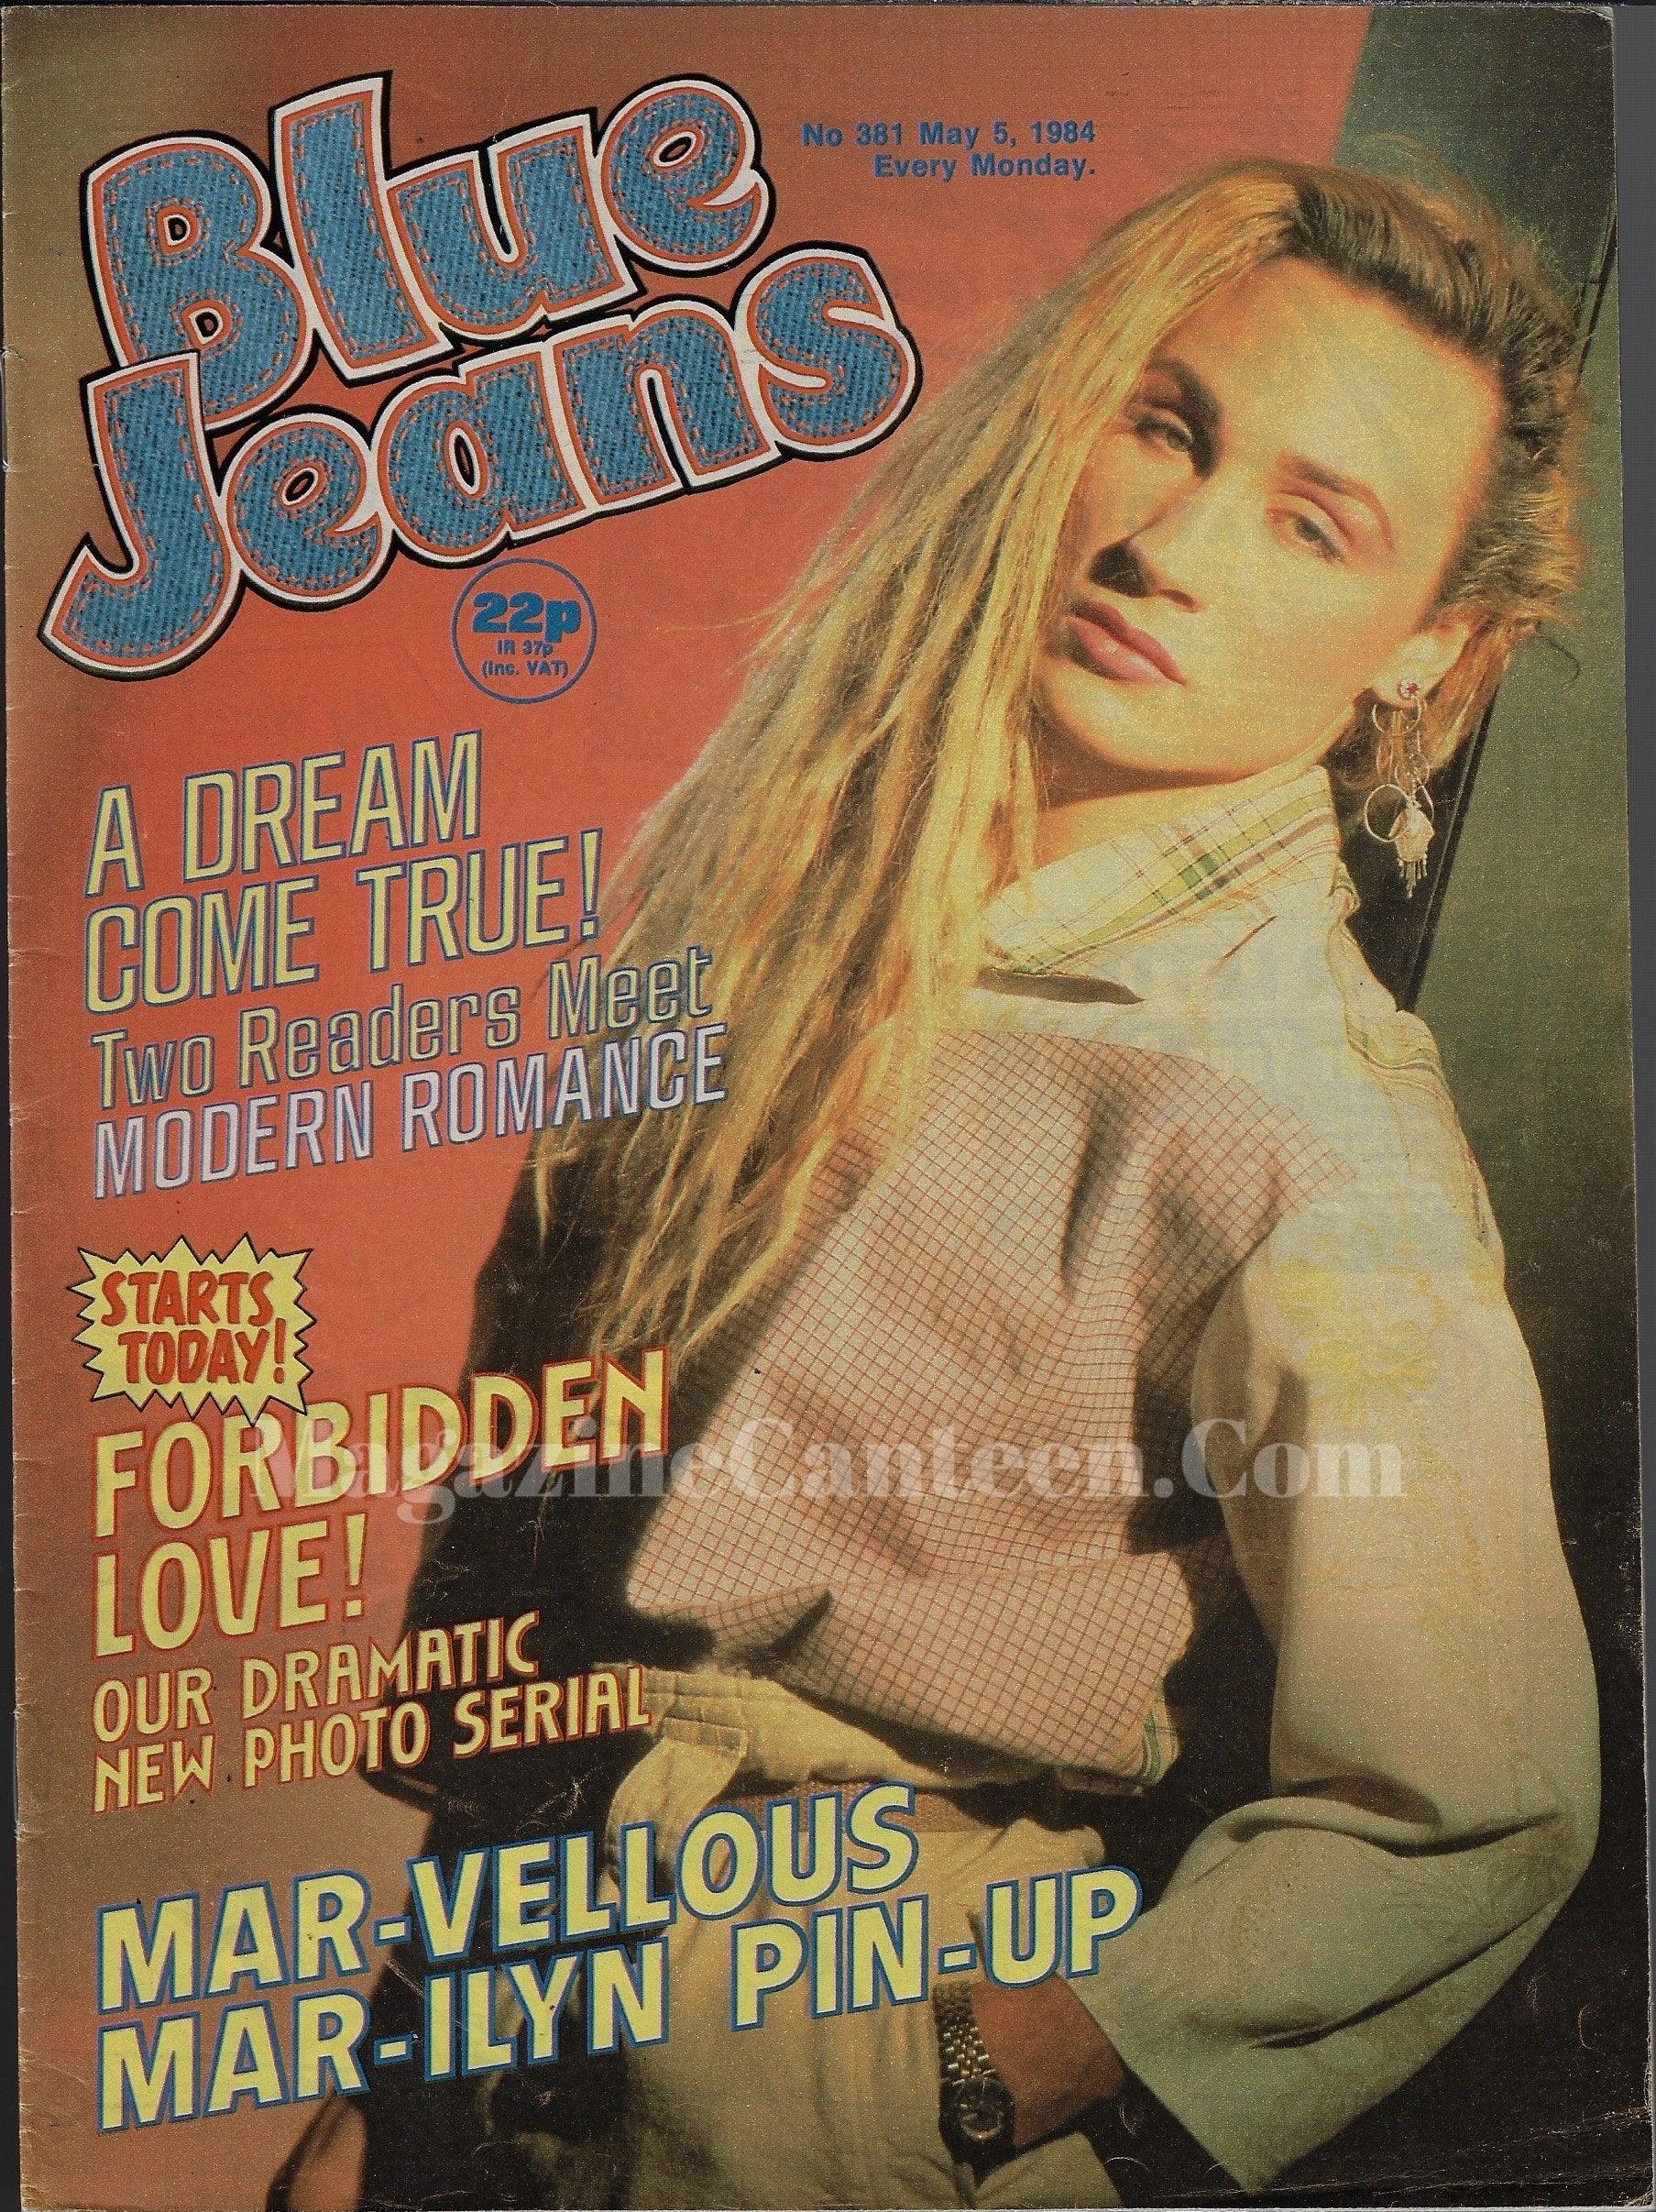 Blue
Jeans
No 381 May 5, 1984
Every Monday.
22p
IR 37p
(inc. VAT)
A DREAM
COME TRUE!
Two Readers Meet
MODERN ROMANCE
STARTS
TODAY!
FORBIDDEN
LOVE!
OUR DRAMATIC
NEW PHOTO SERIAL
MagazineCanteen.Com
MAR-VELLOUS
MAR-ILYN PIN-UP